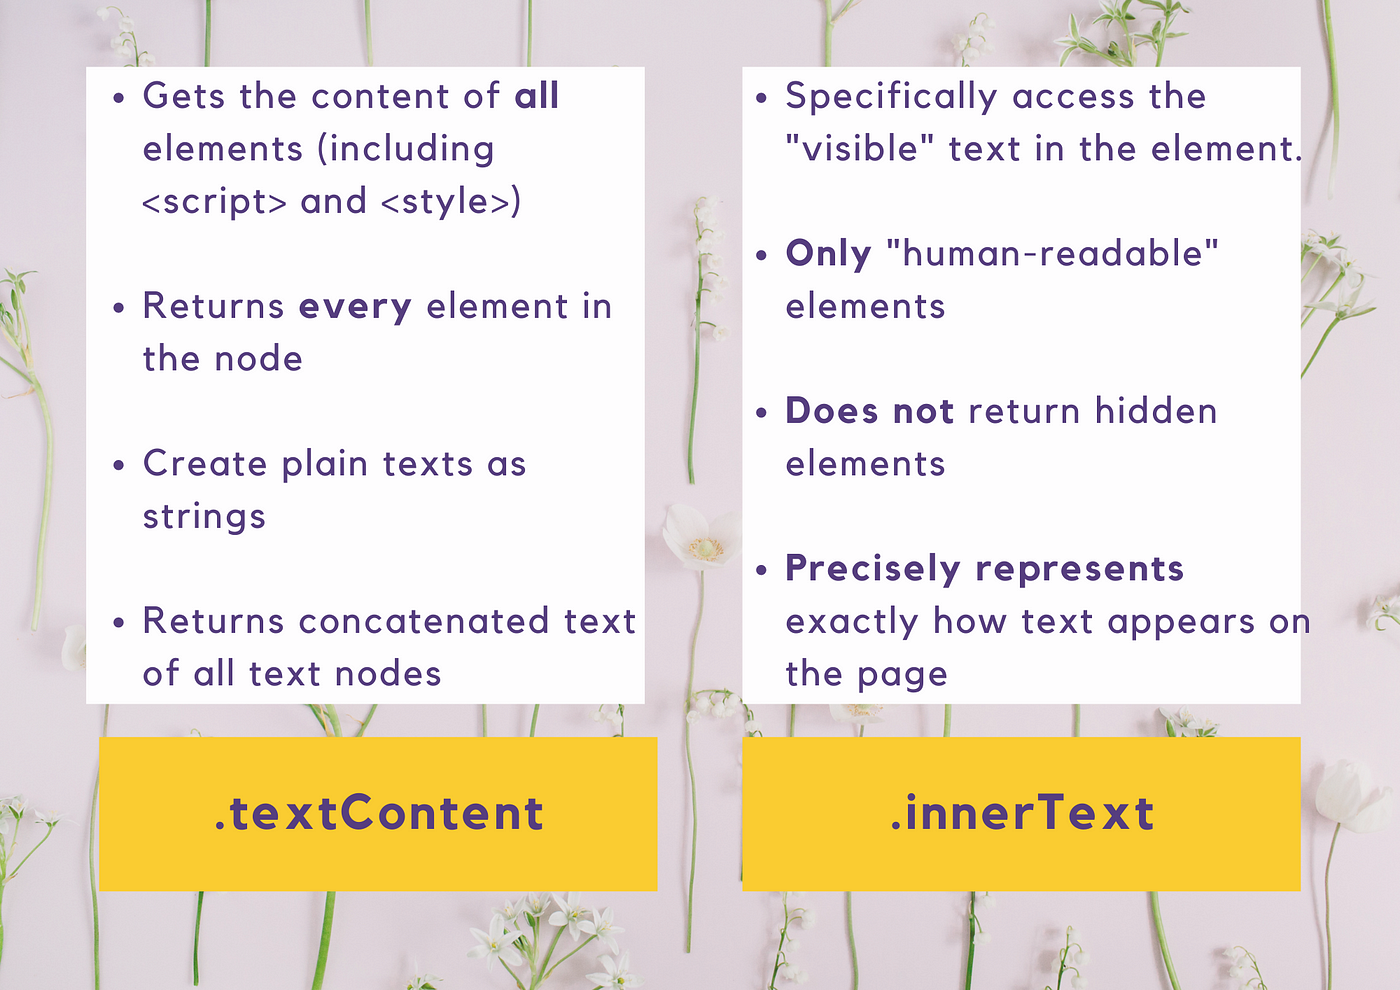 • Gets the content of all
elements (including
<script> and <style>)
• Returns every element in
the node
• Create plain texts as
strings
• Returns concatenated text
of all text nodes
.textContent
• Specifically access the
"visible" text in the element.
• Only "human-readable"
elements
• Does not return hidden
elements
• Precisely represents
exactly how text appears on
the page
.innerText